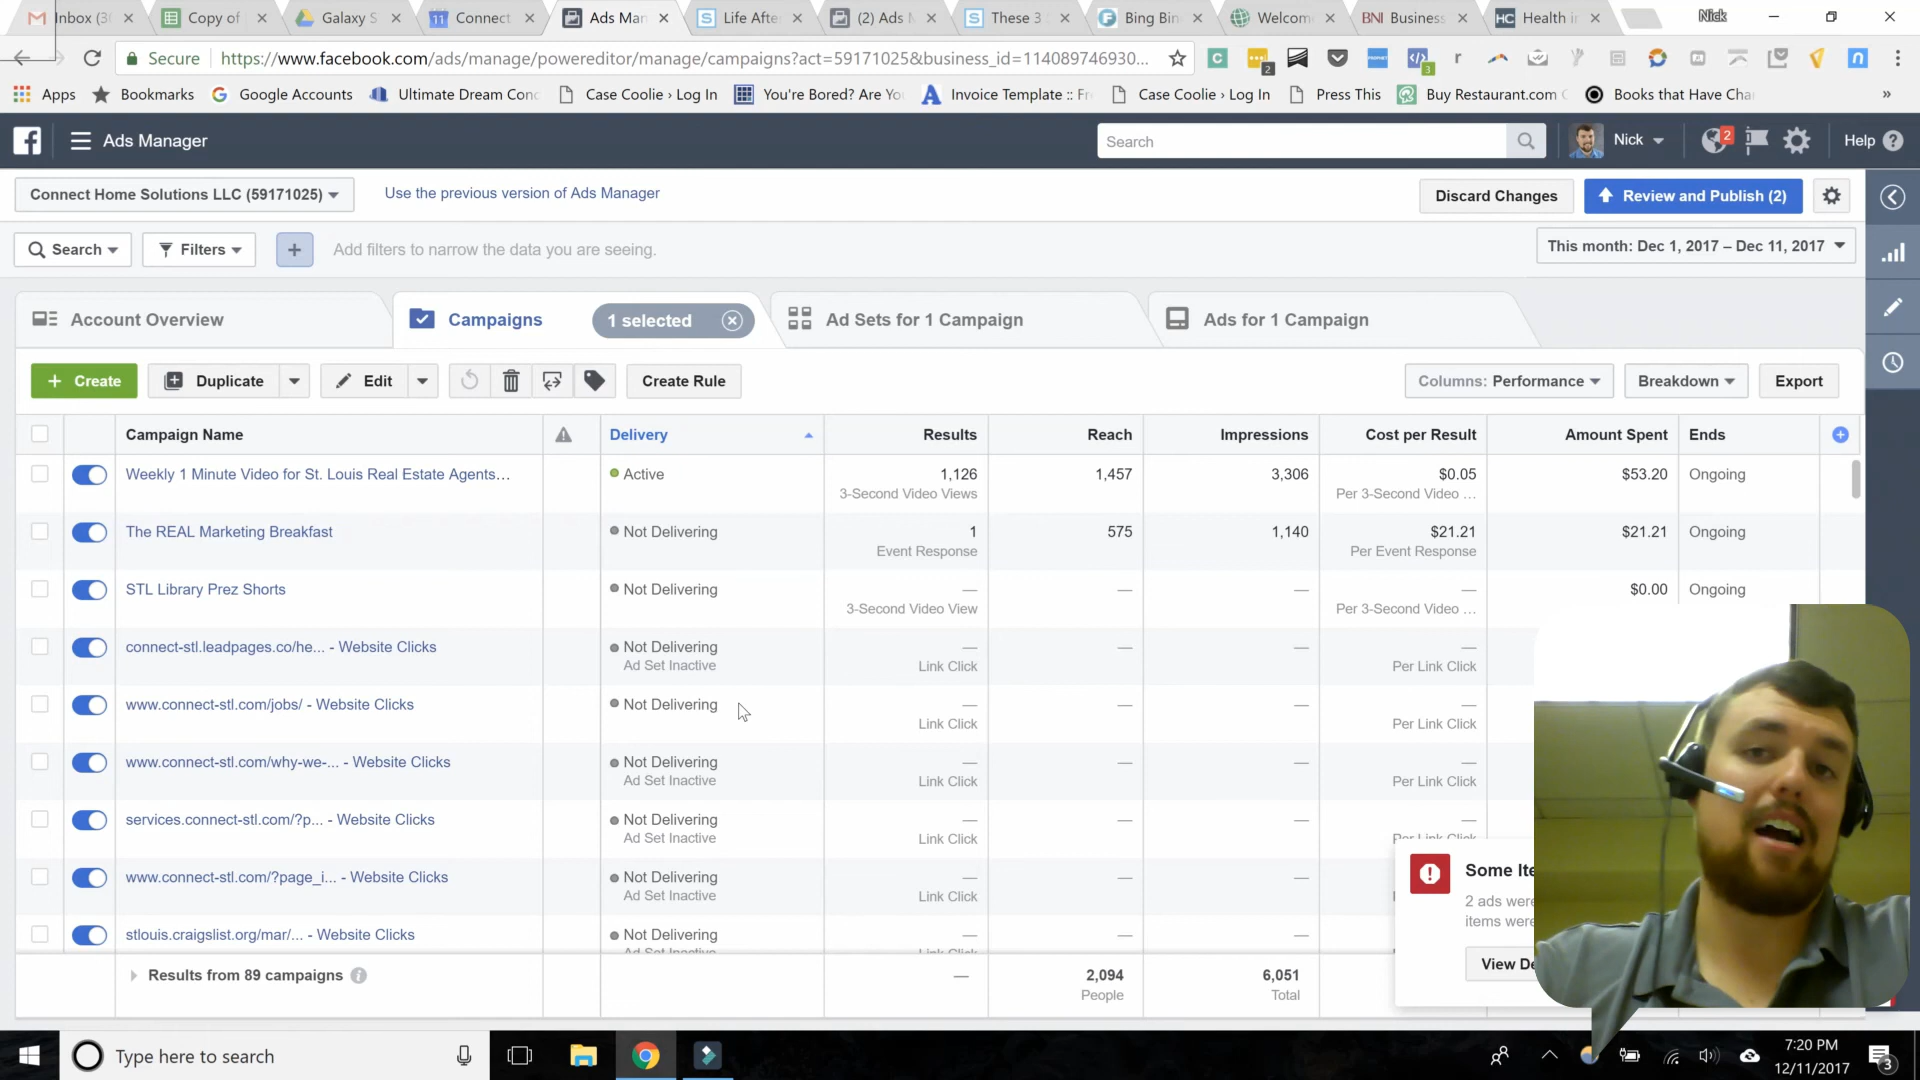 Inbox (3
Copy of
Galaxy S
Connect
Ads Man
Life Afte
(2) Ads M
These 3
Bing Bin
Welcom
BNI Business
Health i
Nick
Secure
https://www.facebook.com/ads/manage/powereditor/manage/campaigns?act=59171025&business_id=114089746930...
Apps
Bookmarks
Google Accounts
Ultimate Dream Conc
Case Coolie › Log In
You're Bored? Are Yo
Invoice Template :: Fr
Case Coolie › Log In
Press This
Buy Restaurant.com
Books that Have Cha
»
Ads Manager
Search
Nick
2
Help
Connect Home Solutions LLC (59171025)
Use the previous version of Ads Manager
Discard Changes
Review and Publish (2)
Search
Filters
Add filters to narrow the data you are seeing.
This month: Dec 1, 2017 – Dec 11, 2017
Account Overview
Campaigns
1 selected
Ad Sets for 1 Campaign
Ads for 1 Campaign
+ Create
Duplicate
Edit
Create Rule
Columns: Performance
Breakdown
Export
Campaign Name
Delivery
Results
Reach
Impressions
Cost per Result
Amount Spent
Ends
Weekly 1 Minute Video for St. Louis Real Estate Agents...
Active
1,126
1,457
3,306
$0.05
$53.20
Ongoing
3-Second Video Views
Per 3-Second Video ...
The REAL Marketing Breakfast
Not Delivering
1
575
1,140
$21.21
$21.21
Ongoing
Event Response
Per Event Response
STL Library Prez Shorts
Not Delivering
—
—
—
—
$0.00
Ongoing
3-Second Video View
Per 3-Second Video ...
connect-stl.leadpages.co/he... - Website Clicks
Not Delivering
—
—
—
—
Ad Set Inactive
Link Click
Per Link Click
www.connect-stl.com/jobs/ - Website Clicks
Not Delivering
—
—
—
—
Link Click
Per Link Click
www.connect-stl.com/why-we-... - Website Clicks
Not Delivering
—
—
—
—
Ad Set Inactive
Link Click
Per Link Click
services.connect-stl.com/?p... - Website Clicks
Not Delivering
—
—
—
—
Ad Set Inactive
Link Click
Per Link Click
www.connect-stl.com/?page_i... - Website Clicks
Not Delivering
—
—
—
Ad Set Inactive
Link Click
stlouis.craigslist.org/mar/... - Website Clicks
Not Delivering
—
—
—
Ad Set Inactive
Link Click
Some Ite
2 ads were
items were
View De
Results from 89 campaigns
—
2,094
6,051
People
Total
Type here to search
7:20 PM
12/11/2017
3